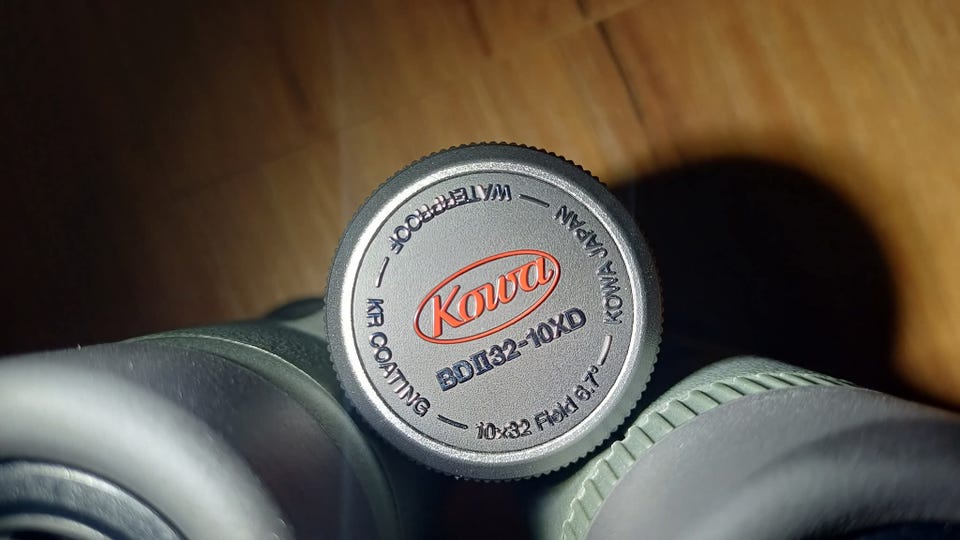 Kowa
BDⅡ32-10XD
10x32 Field 6.7°
KOWA JAPAN
WATERPROOF
KR COATING